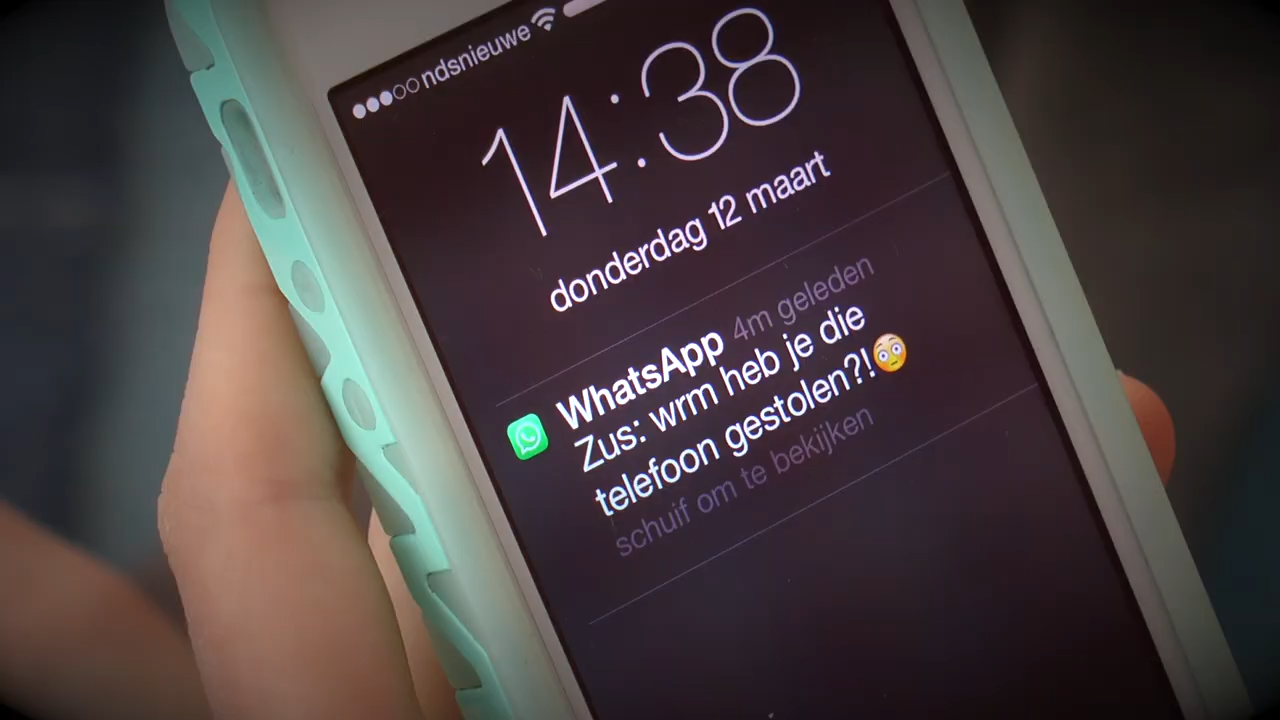 ndsnieuwe
14:38
donderdag 12 maart
WhatsApp 4m geleden
Zus: wrm heb je die
telefoon gestolen?!😳
schuif om te bekijken